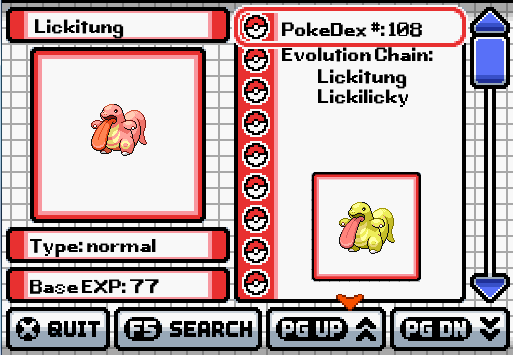 Lickitung
PokeDex #: 108
Evolution Chain:
Lickitung
Lickilicky
Type: normal
Base EXP: 77
X QUIT
F5 SEARCH
PG UP
PG DN